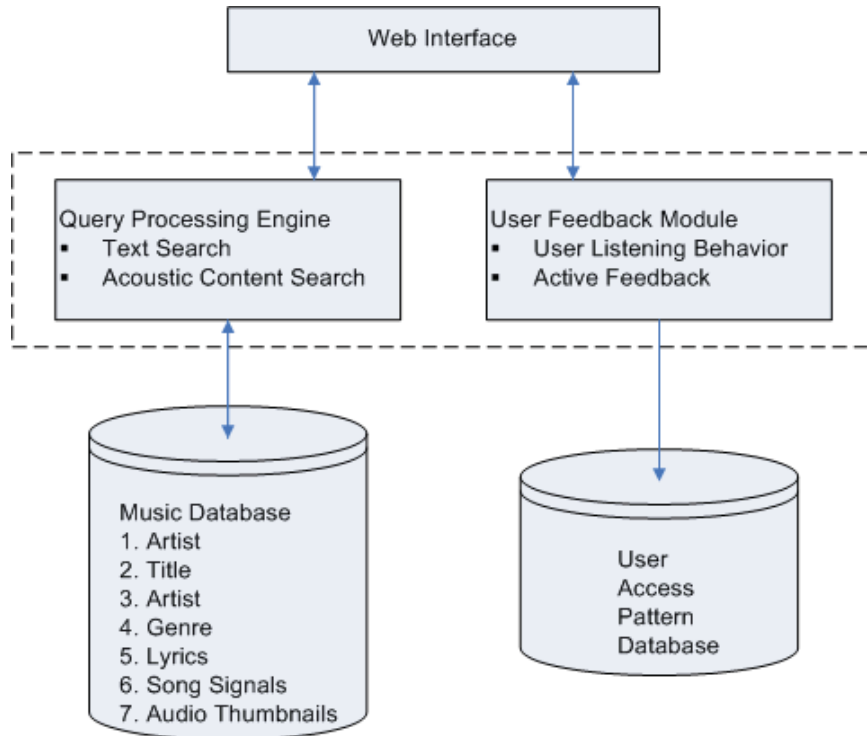 Web Interface
Query Processing Engine
▪ Text Search
▪ Acoustic Content Search
User Feedback Module
▪ User Listening Behavior
▪ Active Feedback
Music Database
1. Artist
2. Title
3. Artist
4. Genre
5. Lyrics
6. Song Signals
7. Audio Thumbnails
User
Access
Pattern
Database